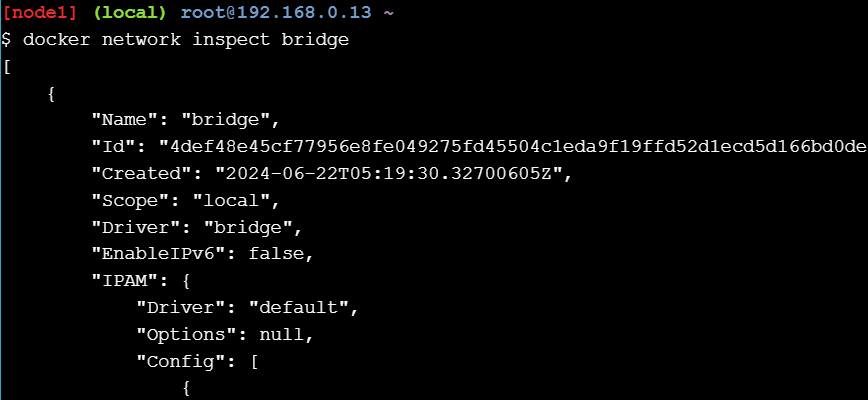 [node1] (local) root@192.168.0.13 ~
$ docker network inspect bridge
[
    {
        "Name": "bridge",
        "Id": "4def48e45cf77956e8fe049275fd45504c1eda9f19ffd52d1ecd5d166bd0de
        "Created": "2024-06-22T05:19:30.32700605Z",
        "Scope": "local",
        "Driver": "bridge",
        "EnableIPv6": false,
        "IPAM": {
            "Driver": "default",
            "Options": null,
            "Config": [
                {